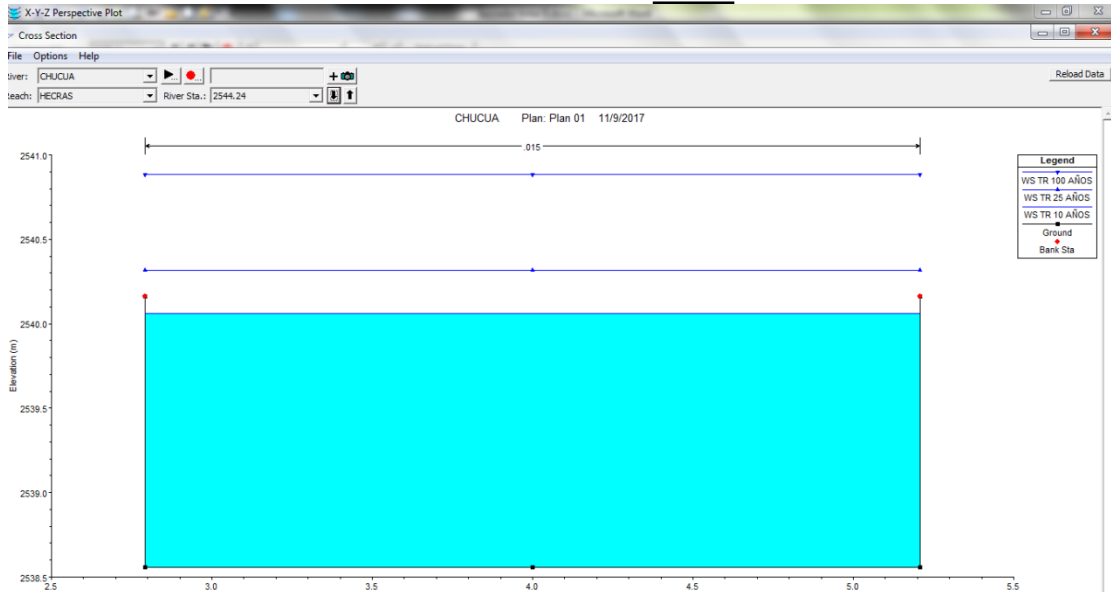 X-Y-Z Perspective Plot
Cross Section
File Options Help
River: CHUCUA
Reload Data
Reach: HECRAS River Sta.: 2544.24
CHUCUA Plan: Plan 01 11/9/2017
.015
Legend
WS TR 100 AÑOS
WS TR 25 AÑOS
WS TR 10 AÑOS
Ground
Bank Sta
2541.0
2540.5
2540.0
2539.5
2539.0
2538.5
Elevation (m)
2.5 3.0 3.5 4.0 4.5 5.0 5.5